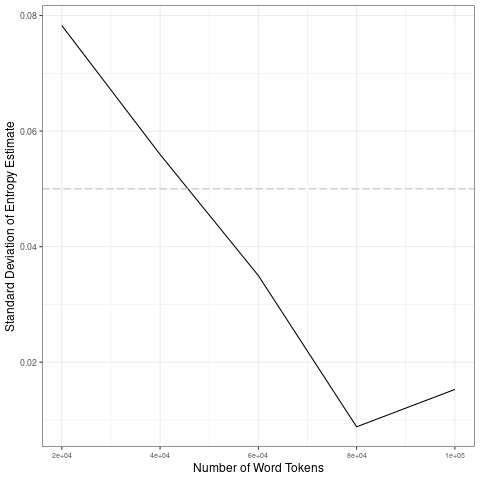 0.08
0.06
0.04
0.02
Standard Deviation of Entropy Estimate
2e+04 4e+04 6e+04 8e+04 1e+05
Number of Word Tokens